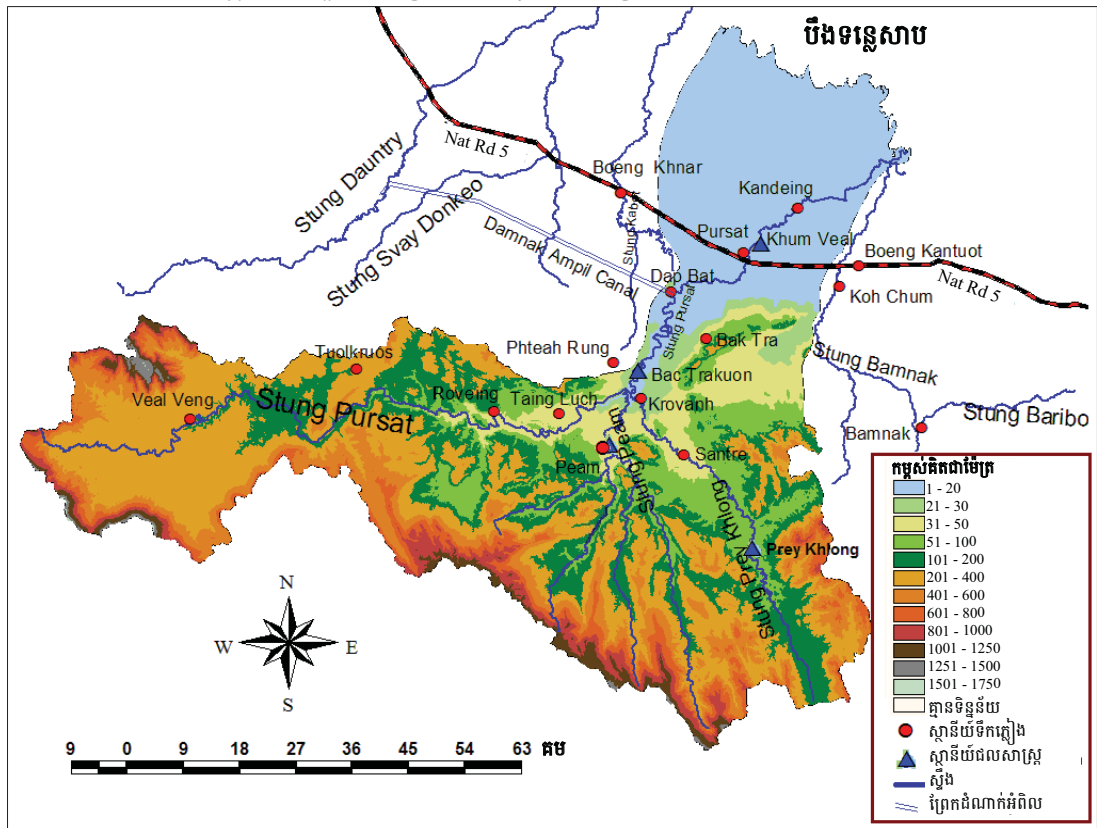 បឹងទន្លេសាប
Nat Rd 5
Stung Dauntry
Boeng Khnar
Stung Svay Donkeo
Kandeing
Stung Kabart
Pursat
Khum Veal
Damnak Ampil Canal
Boeng Kantuot
Dap Bat
Koh Chum
Nat Rd 5
Stung Pursat
Bak Tra
Phteah Rung
Tuolkruos
Stung Bamnak
Bac Trakuon
Veal Veng
Stung Pursat
Roveing
Taing Luch
Krovanh
Stung Baribo
Bamnak
Peam
Stung Peam
Santre
Stung Prey Khlong
Prey Khlong
N
W E
S
9 0 9 18 27 36 45 54 63 គម
កម្ពស់គិតជាម៉ែត្រ
1 - 20
21 - 30
31 - 50
51 - 100
101 - 200
201 - 400
401 - 600
601 - 800
801 - 1000
1001 - 1250
1251 - 1500
1501 - 1750
គ្មានទិន្នន័យ
ស្ថានីយ៍ទឹកភ្លៀង
ស្ថានីយ៍ជលសាស្ត្រ
ស្ទឹង
ព្រែកដំណាក់អំពិល